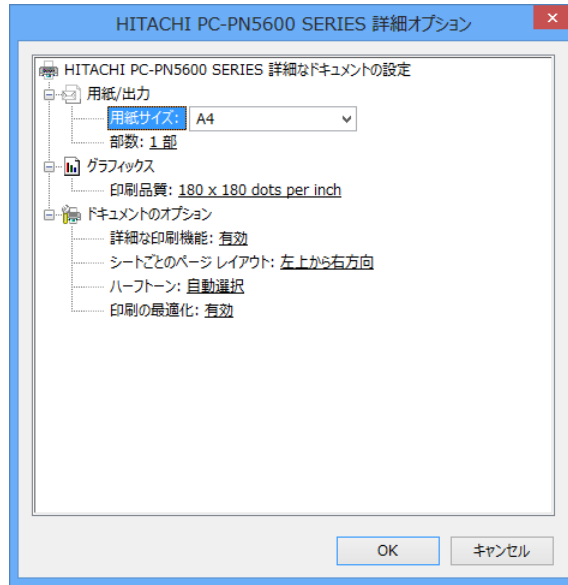 HITACHI PC-PN5600 SERIES 詳細オプション
HITACHI PC-PN5600 SERIES 詳細なドキュメントの設定
用紙/出力
用紙サイズ: A4
部数: 1 部
グラフィックス
印刷品質: 180 x 180 dots per inch
ドキュメントのオプション
詳細な印刷機能: 有効
シートごとのページ レイアウト: 左上から右方向
ハーフトーン: 自動選択
印刷の最適化: 有効
OK キャンセル